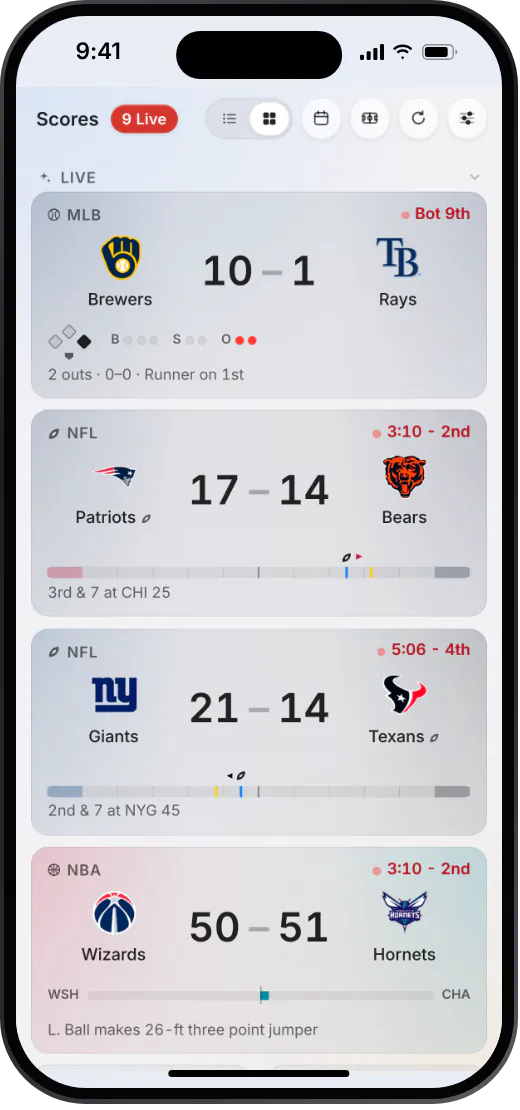 9:41
Scores 9 Live
LIVE
MLB Bot 9th
TB
10 – 1
Brewers Rays
B S O
2 outs · 0–0 · Runner on 1st
NFL 3:10 - 2nd
17 – 14
Patriots Bears
3rd & 7 at CHI 25
NFL 5:06 - 4th
ny
21 – 14
Giants Texans
2nd & 7 at NYG 45
NBA 3:10 - 2nd
HORNETS
50 – 51
Wizards Hornets
WSH CHA
L. Ball makes 26-ft three point jumper